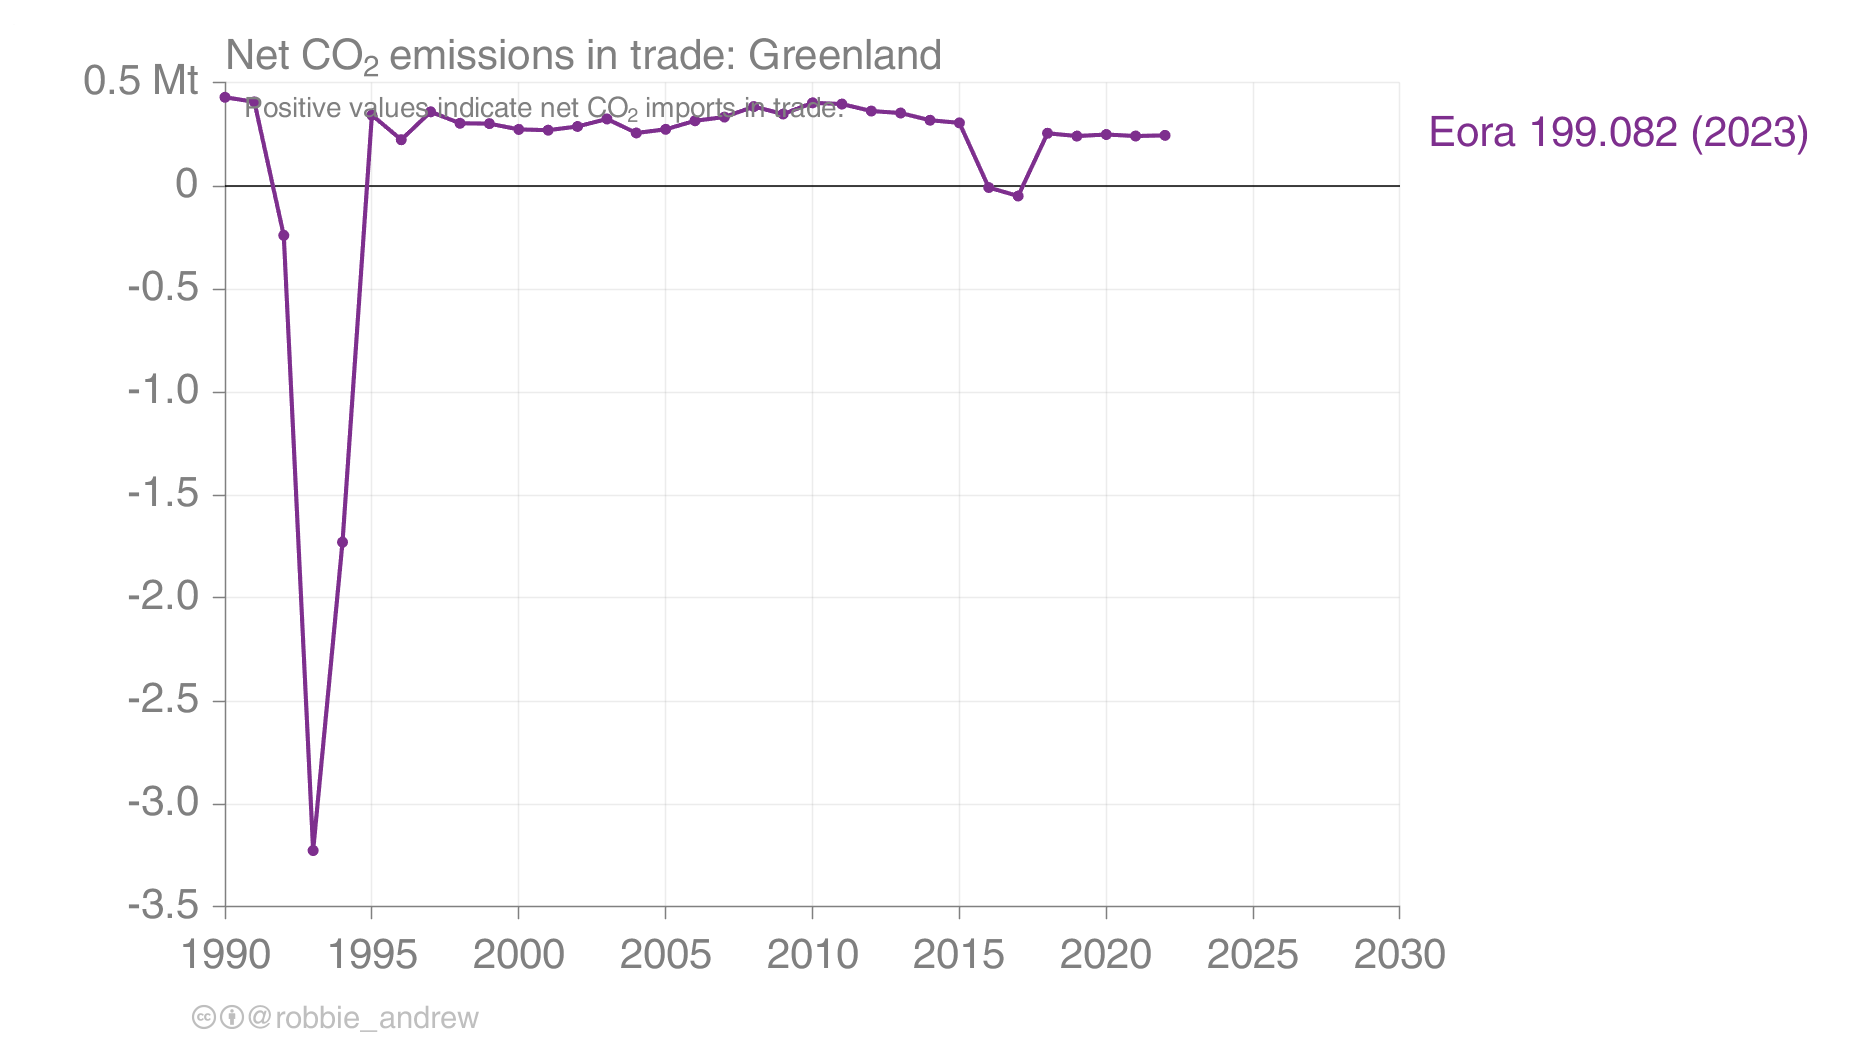 Net CO₂ emissions in trade: Greenland
0.5 Mt
Positive values indicate net CO₂ imports in trade.
Eora 199.082 (2023)
0
-0.5
-1.0
-1.5
-2.0
-2.5
-3.0
-3.5
1990 1995 2000 2005 2010 2015 2020 2025 2030
@robbie_andrew